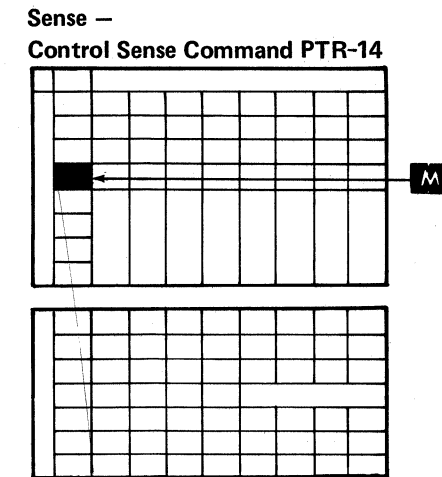 Sense —
Control Sense Command PTR-14
M